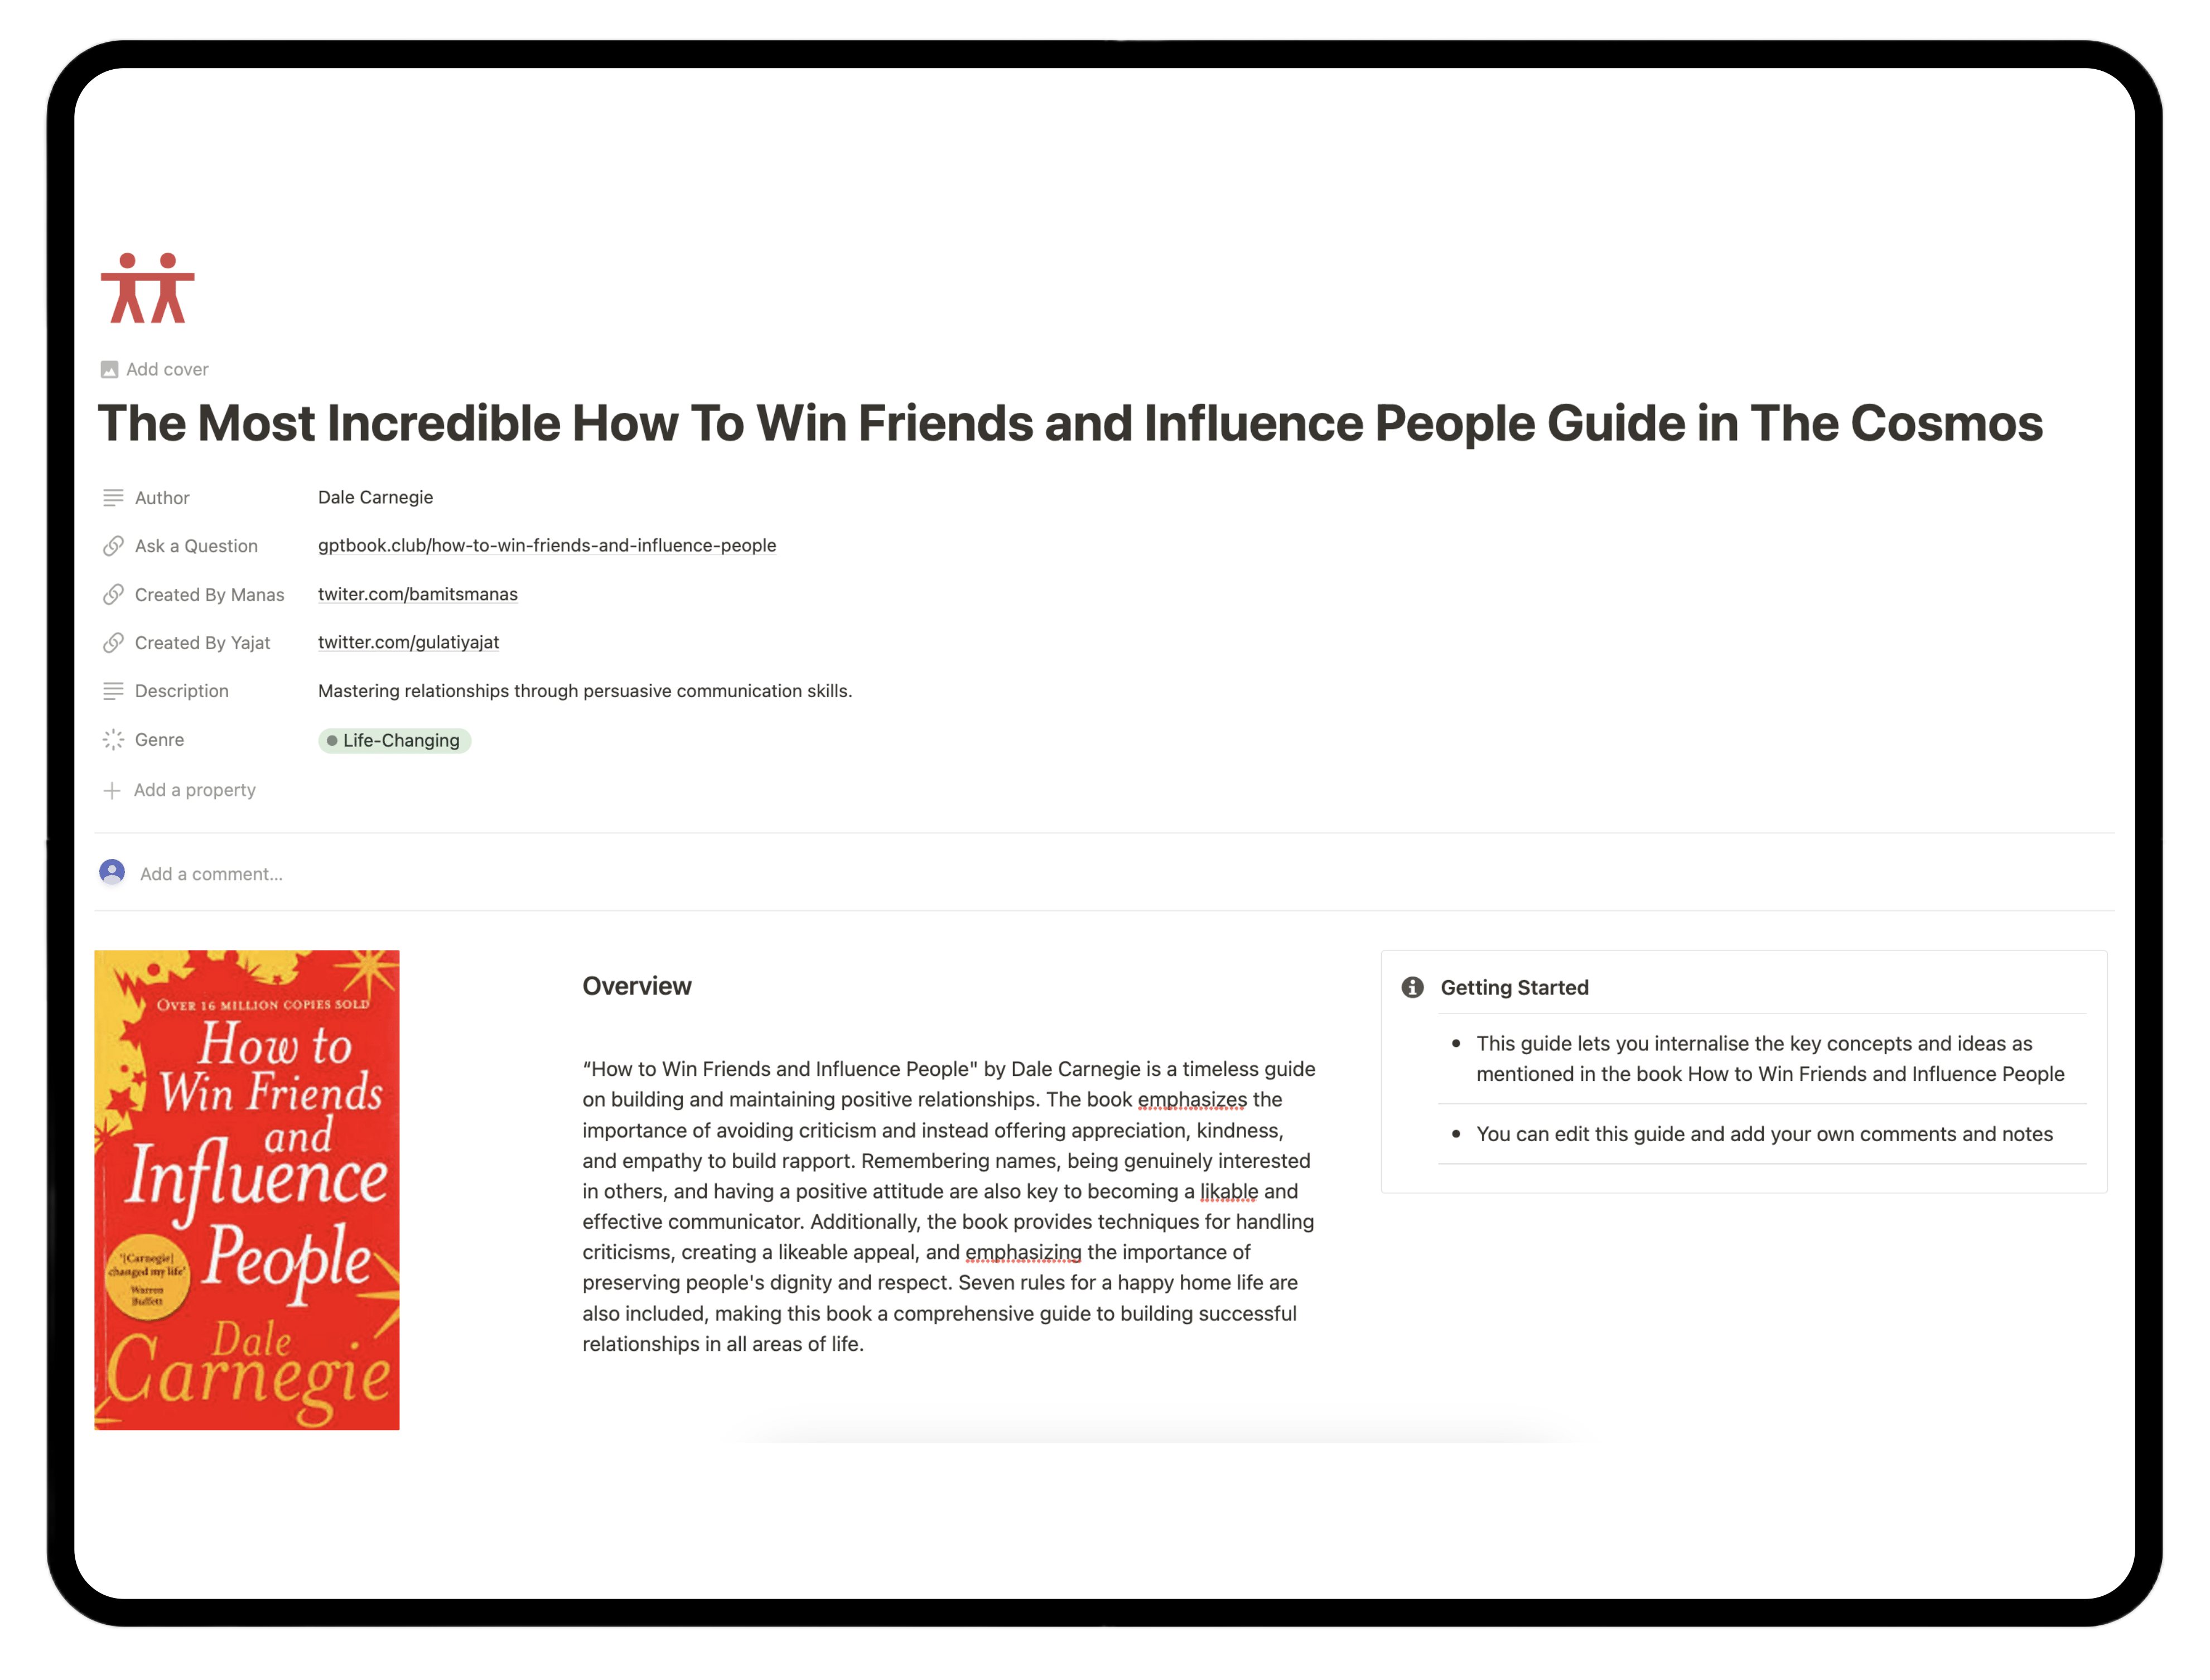 Add cover
The Most Incredible How To Win Friends and Influence People Guide in The Cosmos
Author Dale Carnegie
Ask a Question gptbook.club/how-to-win-friends-and-influence-people
Created By Manas twiter.com/bamitsmanas
Created By Yajat twitter.com/gulatiyajat
Description Mastering relationships through persuasive communication skills.
Genre Life-Changing
Add a property
Add a comment...
OVER 16 MILLION COPIES SOLD
How to
Win Friends
and
Influence
People
'[Carnegie]
changed my life'
Warren
Buffett
Dale
Carnegie
Overview
“How to Win Friends and Influence People" by Dale Carnegie is a timeless guide
on building and maintaining positive relationships. The book emphasizes the
importance of avoiding criticism and instead offering appreciation, kindness,
and empathy to build rapport. Remembering names, being genuinely interested
in others, and having a positive attitude are also key to becoming a likable and
effective communicator. Additionally, the book provides techniques for handling
criticisms, creating a likeable appeal, and emphasizing the importance of
preserving people's dignity and respect. Seven rules for a happy home life are
also included, making this book a comprehensive guide to building successful
relationships in all areas of life.
Getting Started
• This guide lets you internalise the key concepts and ideas as
mentioned in the book How to Win Friends and Influence People
• You can edit this guide and add your own comments and notes